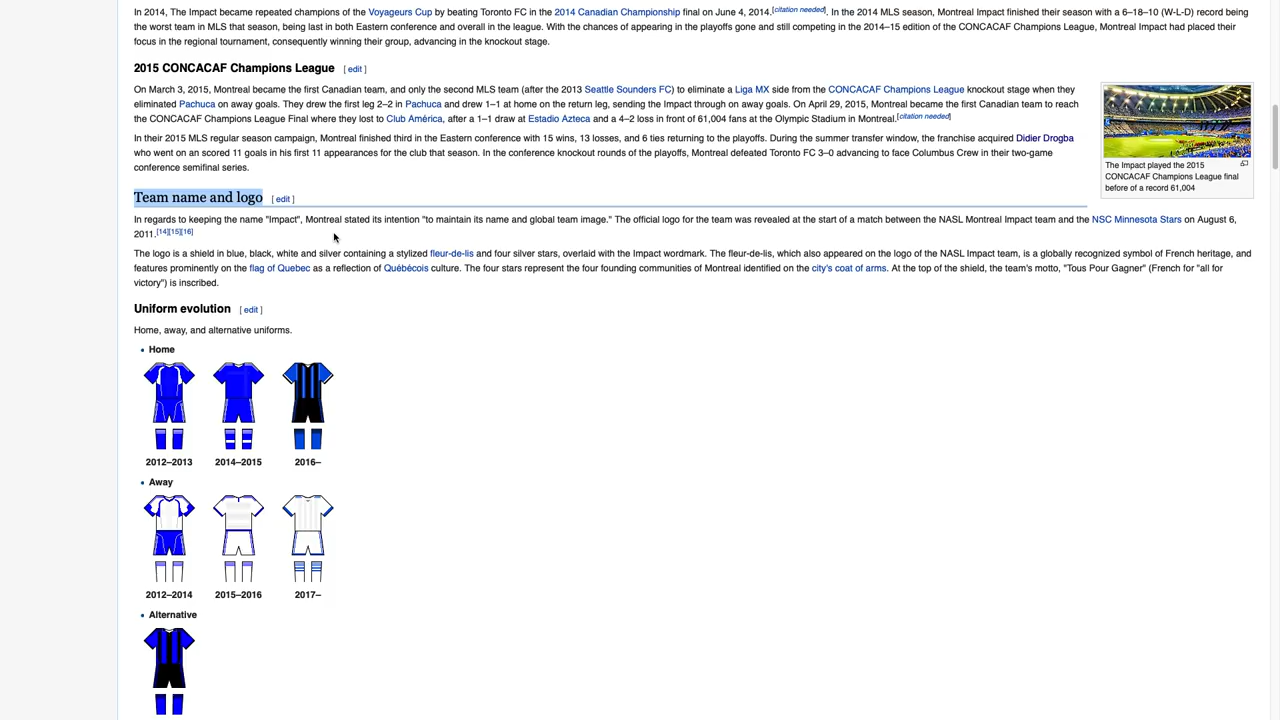 In 2014, The Impact became repeated champions of the Voyageurs Cup by beating Toronto FC in the 2014 Canadian Championship final on June 4, 2014.[citation needed]. In the 2014 MLS season, Montreal Impact finished their season with a 6–18–10 (W-L-D) record being
the worst team in MLS that season, being last in both Eastern conference and overall in the league. With the chances of appearing in the playoffs gone and still competing in the 2014–15 edition of the CONCACAF Champions League, Montreal Impact had placed their
focus in the regional tournament, consequently winning their group, advancing in the knockout stage.
2015 CONCACAF Champions League [ edit ]
On March 3, 2015, Montreal became the first Canadian team, and only the second MLS team (after the 2013 Seattle Sounders FC) to eliminate a Liga MX side from the CONCACAF Champions League knockout stage when they
eliminated Pachuca on away goals. They drew the first leg 2–2 in Pachuca and drew 1–1 at home on the return leg, sending the Impact through on away goals. On April 29, 2015, Montreal became the first Canadian team to reach
the CONCACAF Champions League Final where they lost to Club América, after a 1–1 draw at Estadio Azteca and a 4–2 loss in front of 61,004 fans at the Olympic Stadium in Montreal.[citation needed]
In their 2015 MLS regular season campaign, Montreal finished third in the Eastern conference with 15 wins, 13 losses, and 6 ties returning to the playoffs. During the summer transfer window, the franchise acquired Didier Drogba
who went on an scored 11 goals in his first 11 appearances for the club that season. In the conference knockout rounds of the playoffs, Montreal defeated Toronto FC 3–0 advancing to face Columbus Crew in their two-game
conference semifinal series.
The Impact played the 2015
CONCACAF Champions League final
before of a record 61,004
Team name and logo [ edit ]
In regards to keeping the name "Impact", Montreal stated its intention "to maintain its name and global team image." The official logo for the team was revealed at the start of a match between the NASL Montreal Impact team and the NSC Minnesota Stars on August 6,
2011.[14][15][16]
The logo is a shield in blue, black, white and silver containing a stylized fleur-de-lis and four silver stars, overlaid with the Impact wordmark. The fleur-de-lis, which also appeared on the logo of the NASL Impact team, is a globally recognized symbol of French heritage, and
features prominently on the flag of Quebec as a reflection of Québécois culture. The four stars represent the four founding communities of Montreal identified on the city's coat of arms. At the top of the shield, the team's motto, "Tous Pour Gagner" (French for "all for
victory") is inscribed.
Uniform evolution [ edit ]
Home, away, and alternative uniforms.
• Home
2012–2013 2014–2015 2016–
• Away
2012–2014 2015–2016 2017–
• Alternative